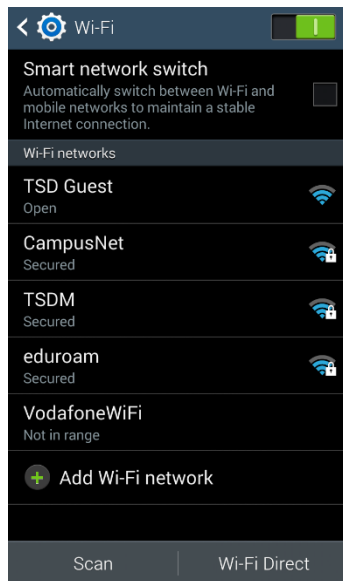 Wi-Fi
Smart network switch
Automatically switch between Wi-Fi and
mobile networks to maintain a stable
Internet connection.
Wi-Fi networks
TSD Guest
Open
CampusNet
Secured
TSDM
Secured
eduroam
Secured
VodafoneWiFi
Not in range
Add Wi-Fi network
Scan
Wi-Fi Direct